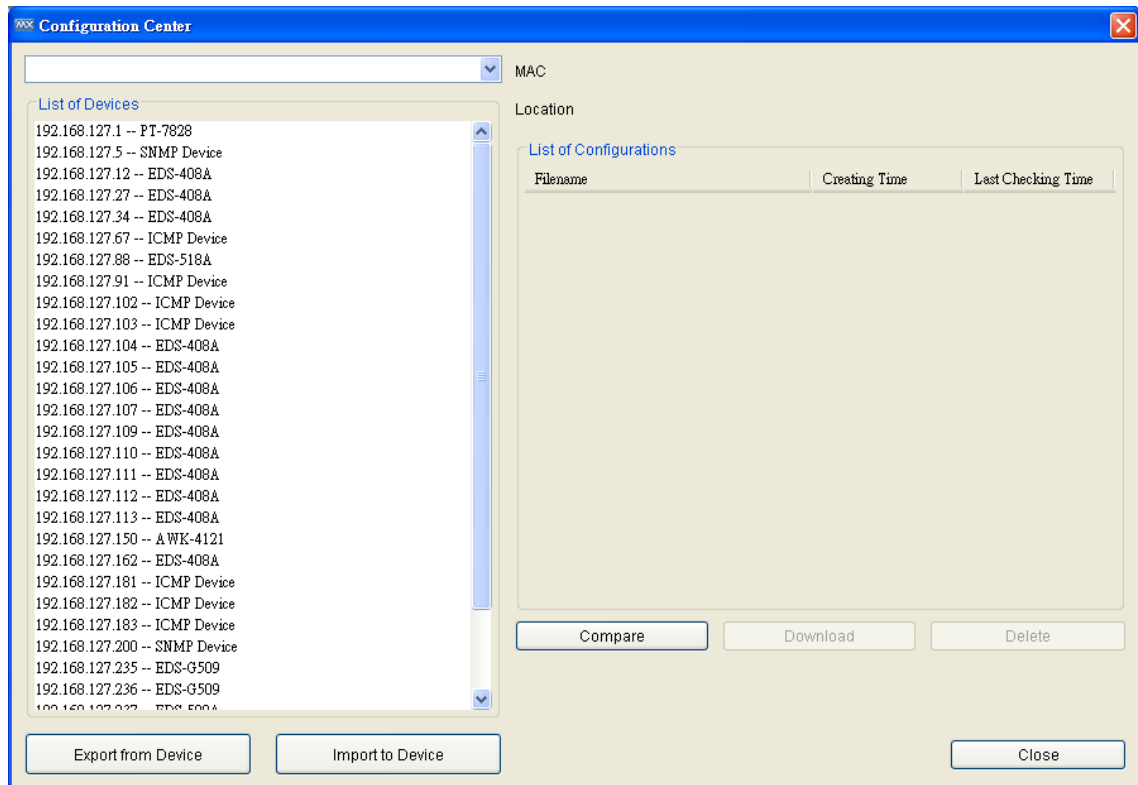 MX Configuration Center
MAC
List of Devices
Location
192.168.127.1 -- PT-7828
192.168.127.5 -- SNMP Device
192.168.127.12 -- EDS-408A
192.168.127.27 -- EDS-408A
192.168.127.34 -- EDS-408A
192.168.127.67 -- ICMP Device
192.168.127.88 -- EDS-518A
192.168.127.91 -- ICMP Device
192.168.127.102 -- ICMP Device
192.168.127.103 -- ICMP Device
192.168.127.104 -- EDS-408A
192.168.127.105 -- EDS-408A
192.168.127.106 -- EDS-408A
192.168.127.107 -- EDS-408A
192.168.127.109 -- EDS-408A
192.168.127.110 -- EDS-408A
192.168.127.111 -- EDS-408A
192.168.127.112 -- EDS-408A
192.168.127.113 -- EDS-408A
192.168.127.150 -- AWK-4121
192.168.127.162 -- EDS-408A
192.168.127.181 -- ICMP Device
192.168.127.182 -- ICMP Device
192.168.127.183 -- ICMP Device
192.168.127.200 -- SNMP Device
192.168.127.235 -- EDS-G509
192.168.127.236 -- EDS-G509
List of Configurations
Filename Creating Time Last Checking Time
Compare Download Delete
Export from Device Import to Device Close